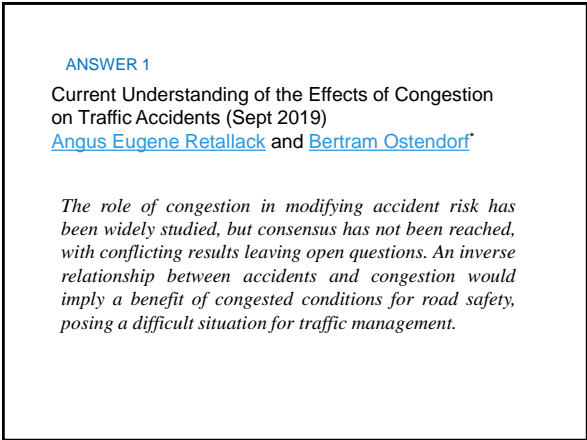 ANSWER 1
Current Understanding of the Effects of Congestion
on Traffic Accidents (Sept 2019)
Angus Eugene Retallack and Bertram Ostendorf*
The role of congestion in modifying accident risk has
been widely studied, but consensus has not been reached,
with conflicting results leaving open questions. An inverse
relationship between accidents and congestion would
imply a benefit of congested conditions for road safety,
posing a difficult situation for traffic management.